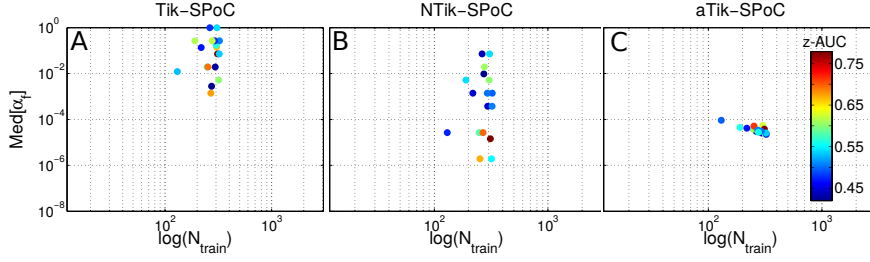 Tik−SPoC
NTik−SPoC
aTik−SPoC
A
B
C
z-AUC
0.75
0.65
0.55
0.45
Med[α_f]
10^0
10^−2
10^−4
10^−6
10^−8
10^2
10^3
10^2
10^3
10^2
10^3
log(N_train)
log(N_train)
log(N_train)